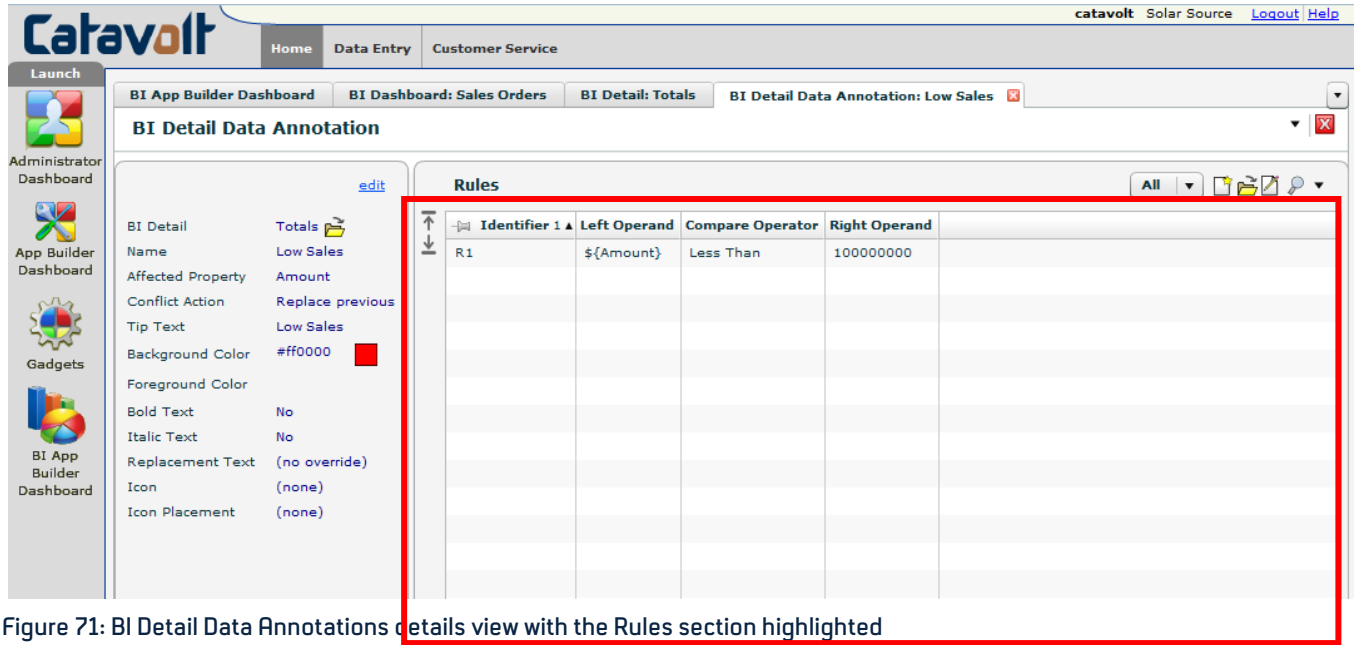 catavolt Solar Source Logout Help
Catavolt
Home Data Entry Customer Service
Launch
BI App Builder Dashboard BI Dashboard: Sales Orders BI Detail: Totals BI Detail Data Annotation: Low Sales
BI Detail Data Annotation
Administrator
Dashboard
App Builder
Dashboard
Gadgets
BI App
Builder
Dashboard
edit
BI Detail Totals
Name Low Sales
Affected Property Amount
Conflict Action Replace previous
Tip Text Low Sales
Background Color #ff0000
Foreground Color
Bold Text No
Italic Text No
Replacement Text (no override)
Icon (none)
Icon Placement (none)
Rules All
Identifier 1 Left Operand Compare Operator Right Operand
R1 ${Amount} Less Than 100000000
Figure 71: BI Detail Data Annotations details view with the Rules section highlighted